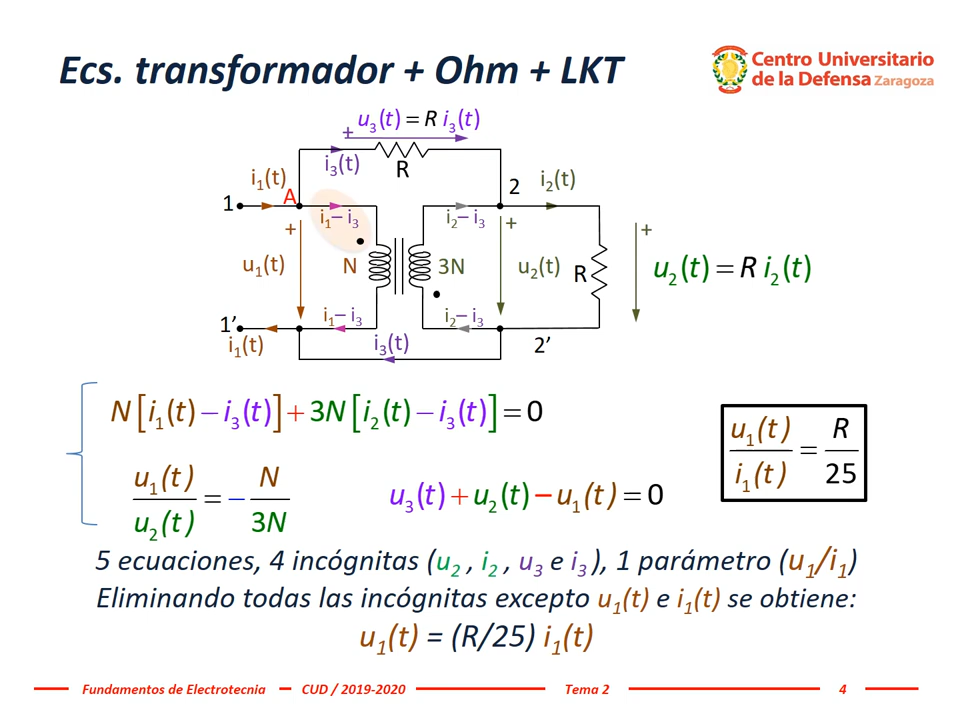 Ecs. transformador + Ohm + LKT
Centro Universitario
de la Defensa Zaragoza
u₃(t) = R i₃(t)
+
i₃(t)
R
i₁(t)
A
2
i₂(t)
1
i₁– i₃
i₂– i₃
+
+
+
u₁(t)
N
3N
u₂(t)
R
u₂(t) = R i₂(t)
1’
i₁– i₃
i₂– i₃
i₁(t)
i₃(t)
2’
N[i₁(t) – i₃(t)] + 3N[i₂(t) – i₃(t)] = 0
u₁(t)/u₂(t) = – N/3N
u₃(t) + u₂(t) – u₁(t) = 0
u₁(t)/i₁(t) = R/25
5 ecuaciones, 4 incógnitas (u₂ , i₂ , u₃ e i₃ ), 1 parámetro (u₁/i₁)
Eliminando todas las incógnitas excepto u₁(t) e i₁(t) se obtiene:
u₁(t) = (R/25) i₁(t)
Fundamentos de Electrotecnia
CUD / 2019-2020
Tema 2
4